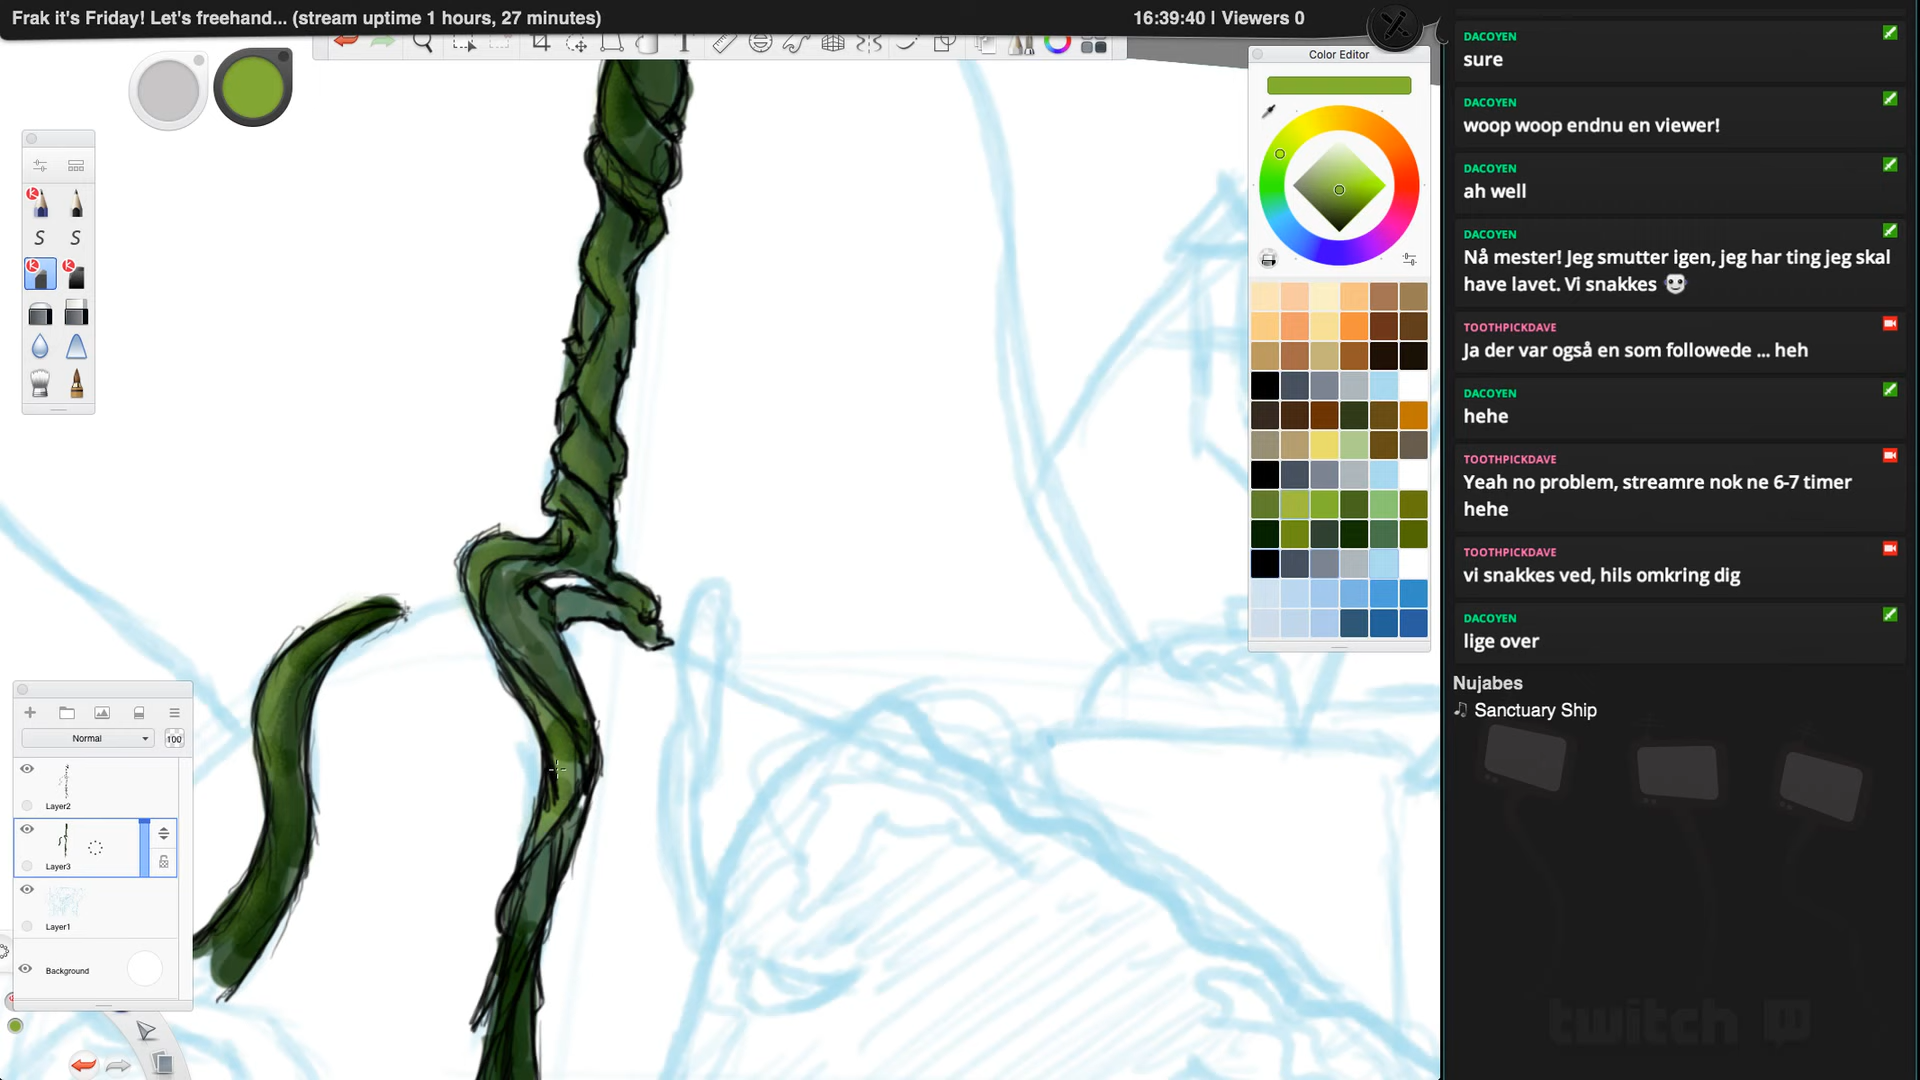 Frak it's Friday! Let's freehand... (stream uptime 1 hours, 27 minutes)
16:39:40 | Viewers 0
Color Editor
Normal
100
Layer2
Layer3
Layer1
Background
DACOYEN
sure
DACOYEN
woop woop endnu en viewer!
DACOYEN
ah well
DACOYEN
Nå mester! Jeg smutter igen, jeg har ting jeg skal
have lavet. Vi snakkes
TOOTHPICKDAVE
Ja der var også en som followede ... heh
DACOYEN
hehe
TOOTHPICKDAVE
Yeah no problem, streamre nok ne 6-7 timer
hehe
TOOTHPICKDAVE
vi snakkes ved, hils omkring dig
DACOYEN
lige over
Nujabes
Sanctuary Ship
twitch